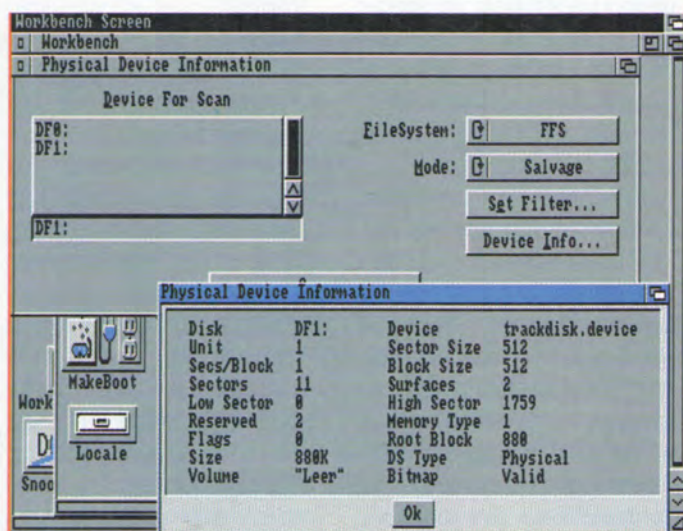 Workbench Screen
Workbench
Physical Device Information
Device For Scan
DF0:
DF1:
DF1:
FileSystem: FFS
Mode: Salvage
Set Filter...
Device Info...
Physical Device Information
Disk DF1: Device trackdisk.device
Unit 1 Sector Size 512
Secs/Block 1 Block Size 512
Sectors 11 Surfaces 2
Low Sector 0 High Sector 1759
Reserved 2 Memory Type 1
Flags 0 Root Block 880
Size 880K DS Type Physical
Volume "Leer" Bitmap Valid
Ok
MakeBoot
Work
Locale
Snoo